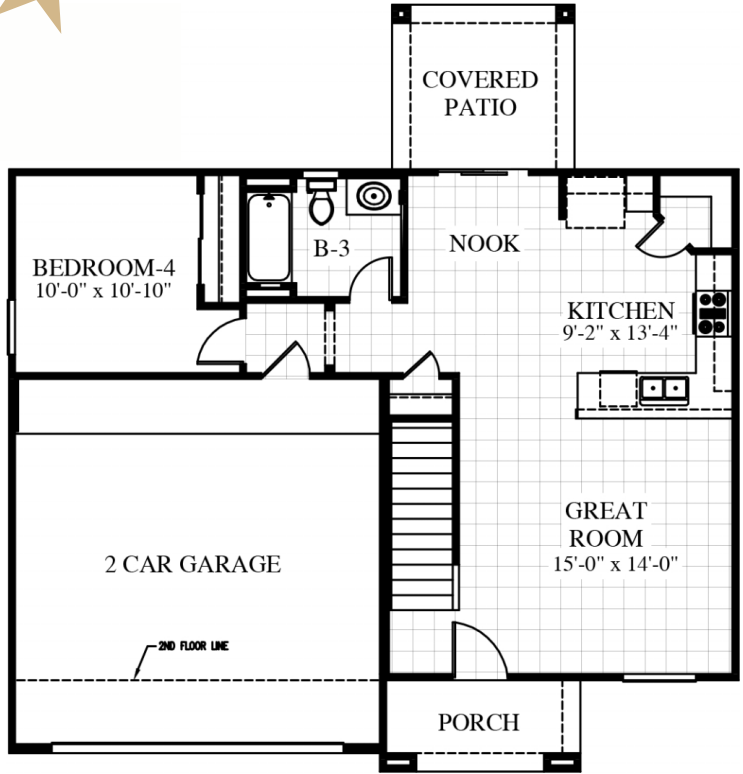 COVERED
PATIO
NOOK
B-3
BEDROOM-4
10'-0" x 10'-10"
KITCHEN
9'-2" x 13'-4"
GREAT
ROOM
15'-0" x 14'-0"
2 CAR GARAGE
2ND FLOOR LINE
PORCH